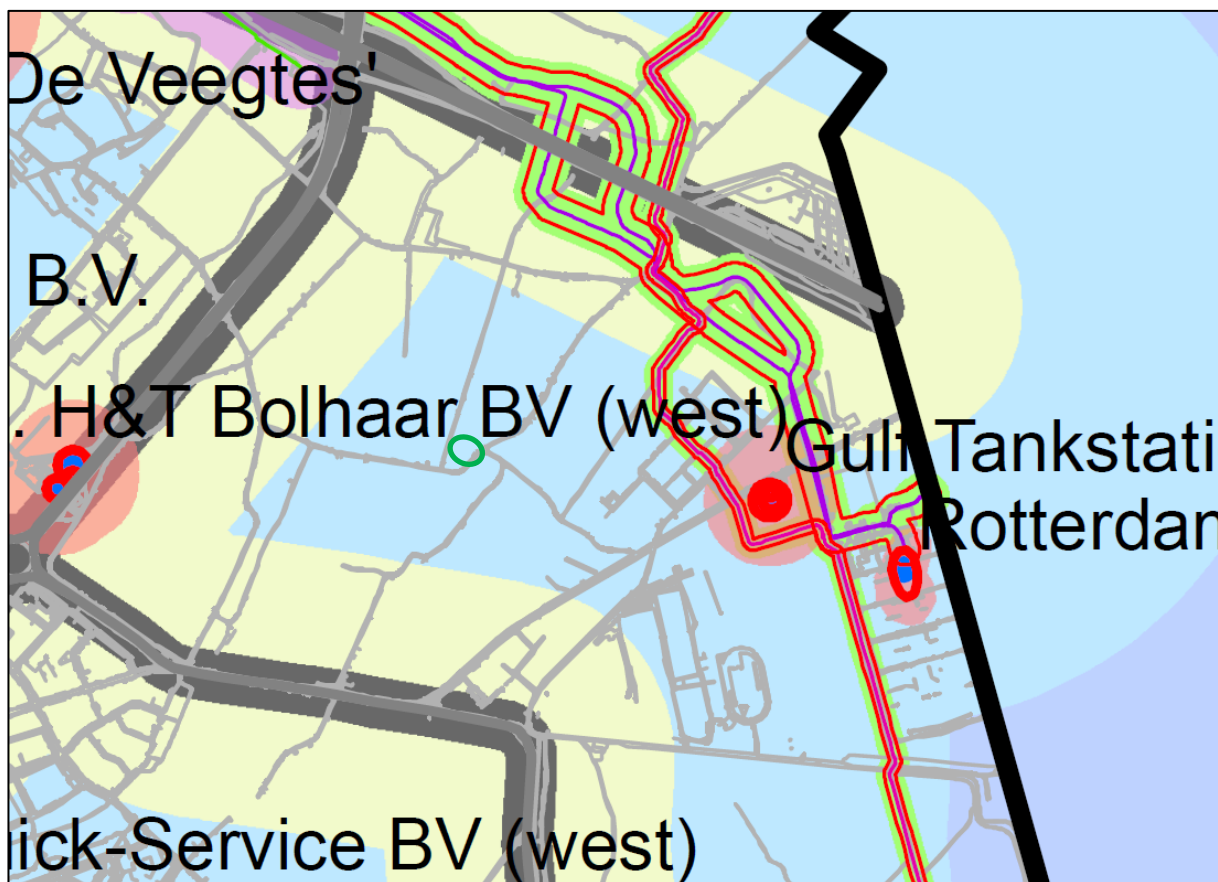 De Veegtes'
B.V.
. H&T Bolhaar BV (west)
Gulf Tankstati
Rotterdan
ick-Service BV (west)